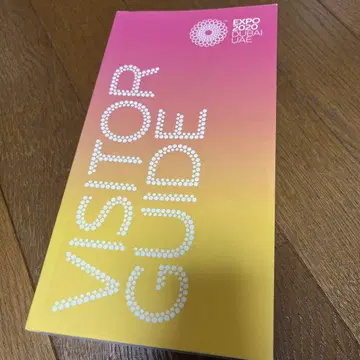 EXPO
2020
DUBAI
UAE
VISITOR
GUIDE